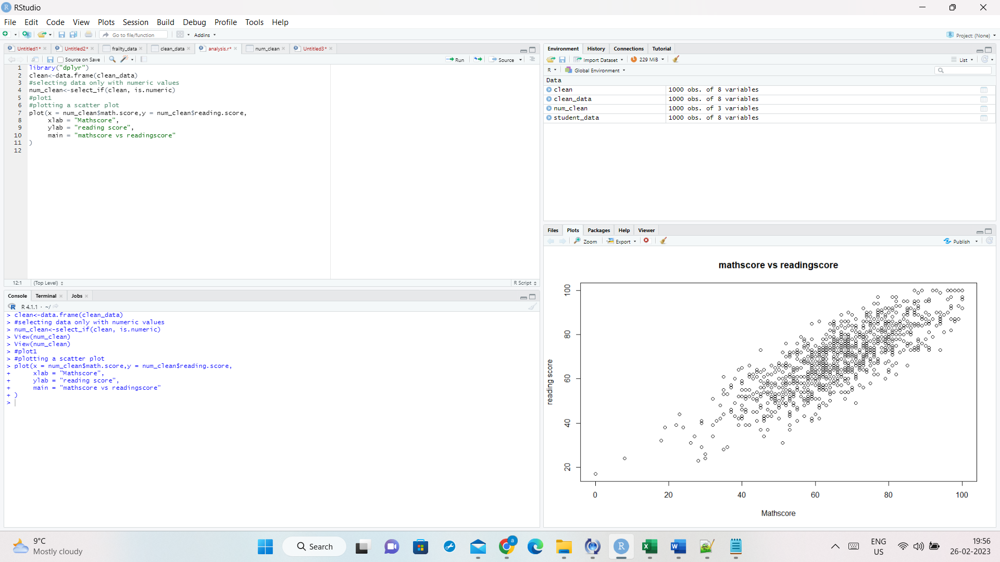 RStudio
File Edit Code View Plots Session Build Debug Profile Tools Help
Go to file/function Addins Project: (None)
Untitled1* Untitled2* frailty_data clean_data analysis.r* num_clean Untitled3*
Source on Save Run Source
1 library("dplyr")
2 clean<-data.frame(clean_data)
3 #selecting data only with numeric values
4 num_clean<-select_if(clean, is.numeric)
5 #plot1
6 #plotting a scatter plot
7 plot(x = num_clean$math.score,y = num_clean$reading.score,
8 xlab = "Mathscore",
9 ylab = "reading score",
10 main = "mathscore vs readingscore"
11 )
12
12:1 (Top Level) R Script
Console Terminal Jobs
R 4.1.1 · ~/
> clean<-data.frame(clean_data)
> #selecting data only with numeric values
> num_clean<-select_if(clean, is.numeric)
> View(num_clean)
> View(num_clean)
> #plot1
> #plotting a scatter plot
> plot(x = num_clean$math.score,y = num_clean$reading.score,
+ xlab = "Mathscore",
+ ylab = "reading score",
+ main = "mathscore vs readingscore"
+ )
>
Environment History Connections Tutorial
Import Dataset 229 MiB List
R Global Environment
Data
clean 1000 obs. of 8 variables
clean_data 1000 obs. of 8 variables
num_clean 1000 obs. of 3 variables
student_data 1000 obs. of 8 variables
Files Plots Packages Help Viewer
Zoom Export Publish
mathscore vs readingscore
reading score
100
80
60
40
20
0 20 40 60 80 100
Mathscore
9°C
Mostly cloudy
Search
ENG
US
19:56
26-02-2023